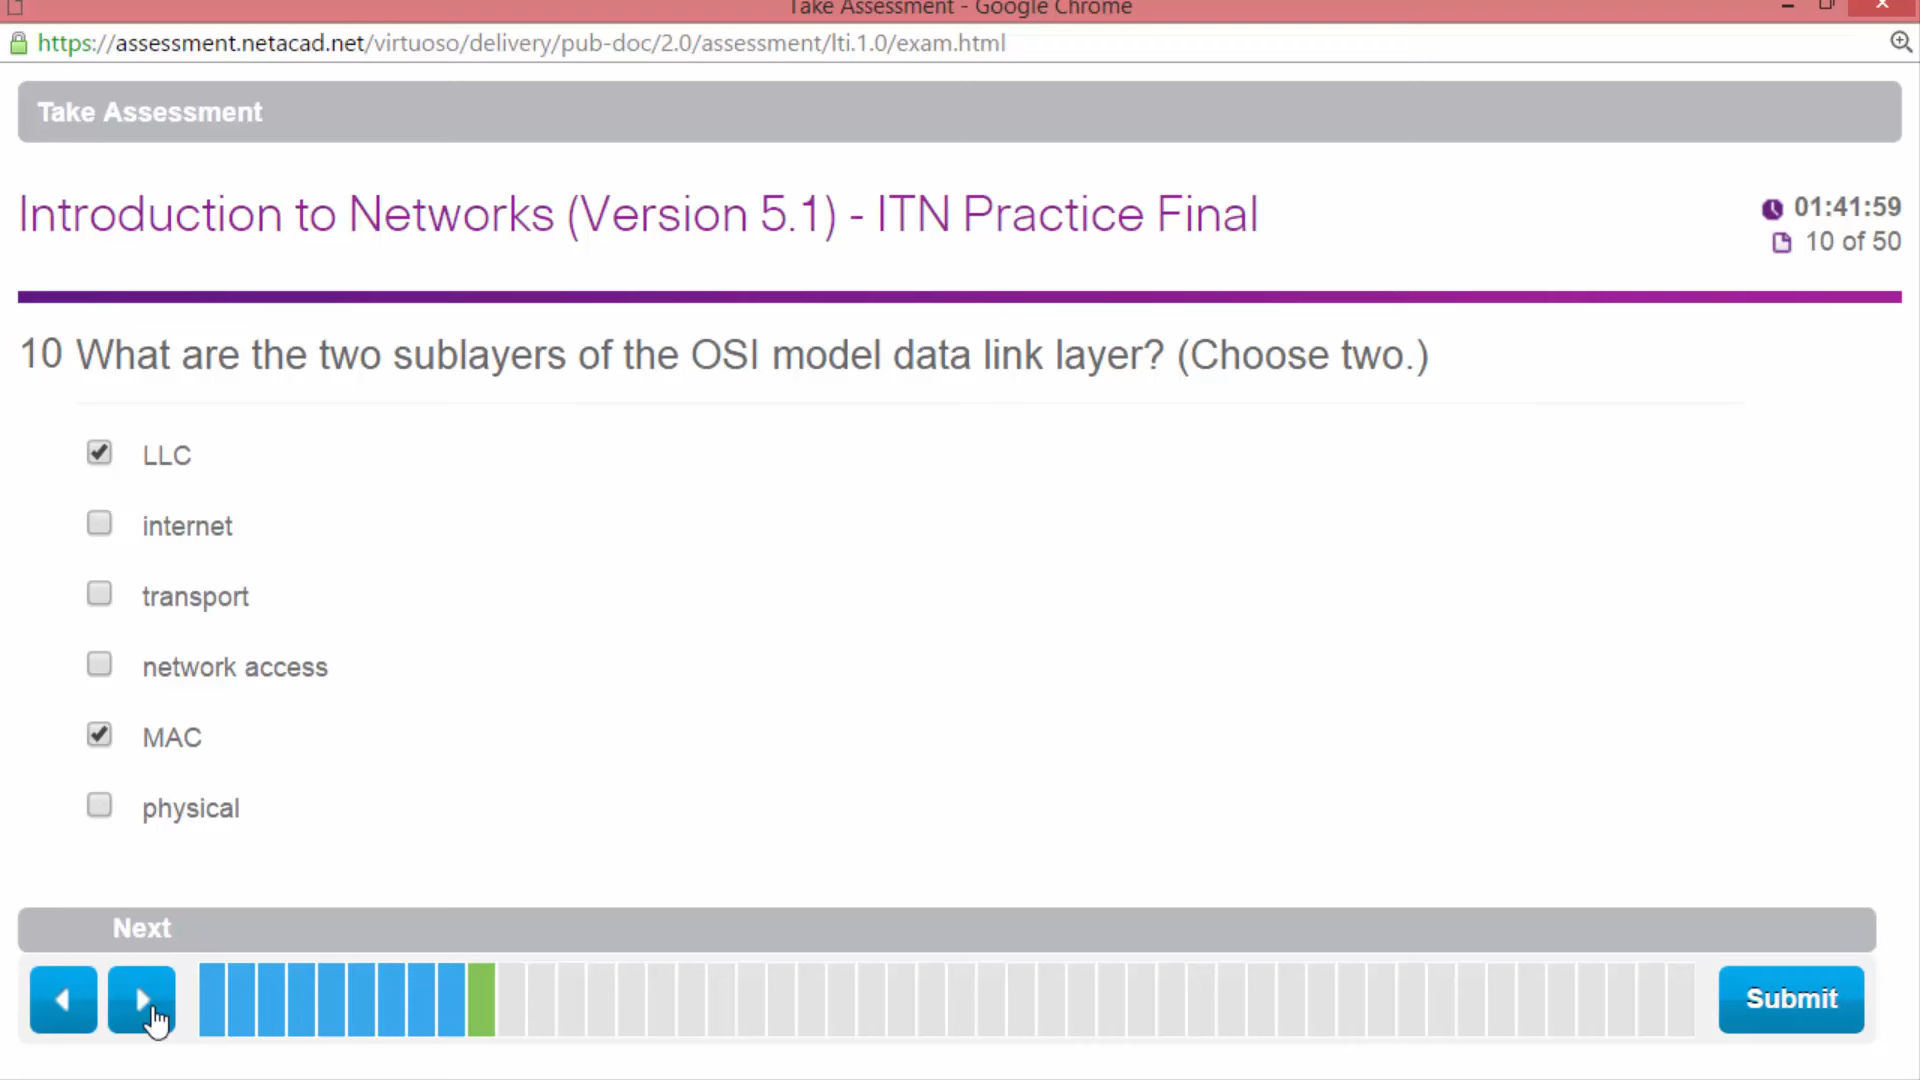 Take Assessment - Google Chrome
https://assessment.netacad.net/virtuoso/delivery/pub-doc/2.0/assessment/lti.1.0/exam.html
Take Assessment
Introduction to Networks (Version 5.1) - ITN Practice Final
01:41:59
10 of 50
10 What are the two sublayers of the OSI model data link layer? (Choose two.)
LLC
internet
transport
network access
MAC
physical
Next
Submit